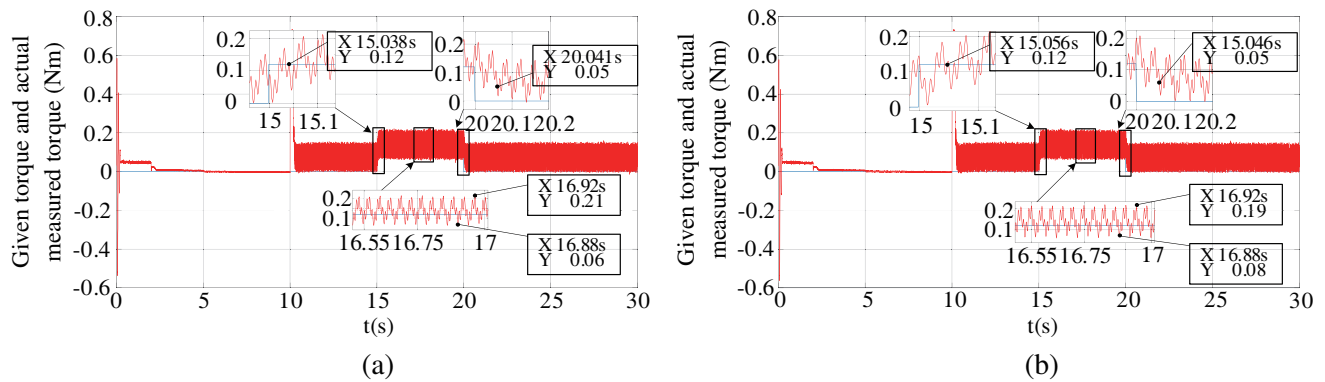 Given torque and actual
measured torque (Nm)
0.8
0.6
0.4
0.2
0
-0.2
-0.4
-0.6
0 5 10 15 20 25 30
t(s)
0.2
0.1
0
15 15.1
X 15.038s
Y 0.12
0.2
0.1
0
20 20.1 20.2
X 20.041s
Y 0.05
0.2
0.1
16.55 16.75 17
X 16.92s
Y 0.21
X 16.88s
Y 0.06
(a)
Given torque and actual
measured torque (Nm)
0.8
0.6
0.4
0.2
0
-0.2
-0.4
-0.6
0 5 10 15 20 25 30
t(s)
0.2
0.1
0
15 15.1
X 15.056s
Y 0.12
0.2
0.1
0
20 20.1 20.2
X 15.046s
Y 0.05
0.2
0.1
16.55 16.75 17
X 16.92s
Y 0.19
X 16.88s
Y 0.08
(b)